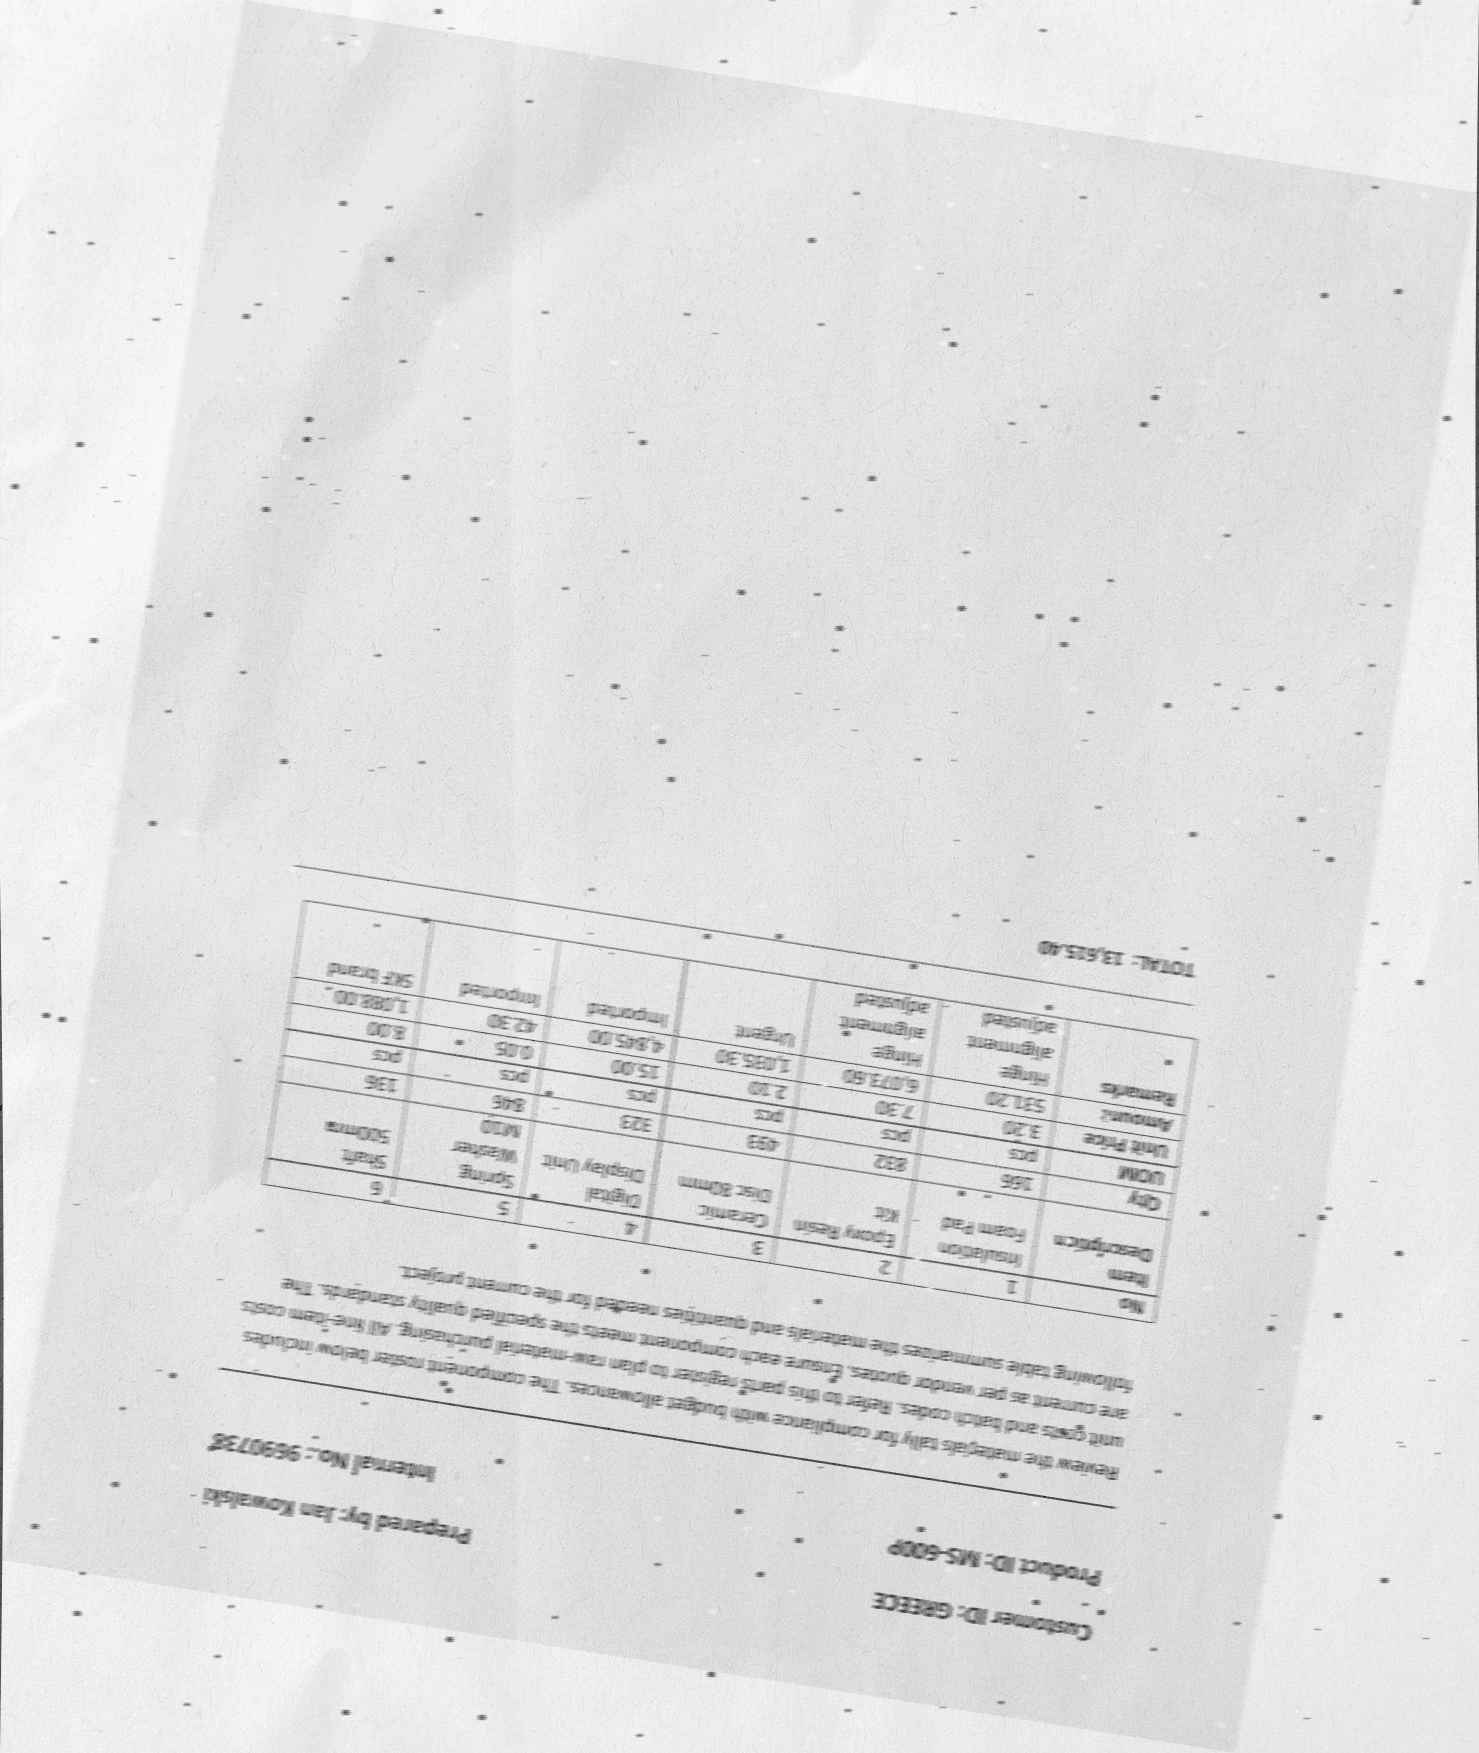 Customer ID: GREECE Prepared by: Jan Kowalski
Product ID: MS-600P Internal No.:
Review the materials tally for compliance with budget allowances. The component roster below includes
unit costs and batch codes. Refer to this parts register to plan raw-material purchasing. All line-item costs
are current as per vendor quotes. Ensure each component meets the specified quality standards. The
following table summarizes the materials and quantities needed for the current project.
No 1 2 3 4 5 6
Item Insulation Epoxy Resin Ceramic Digital Spring Shaft
Description Foam Pad Kit Disc 80mm Display Unit Washer 500mm
M10
Qty 166 832 493 323 846 136
UOM pcs pcs pcs pcs pcs pcs
Unit Price 3.20 7.30 2.10 15.00 0.05 8.00
Amount 531.20 6,073.60 1,035.30 4,845.00 42.30 1,088.00
Remarks Hinge Hinge Urgent Imported Imported SKF brand
alignment alignment
adjusted adjusted
TOTAL: 13,615.40